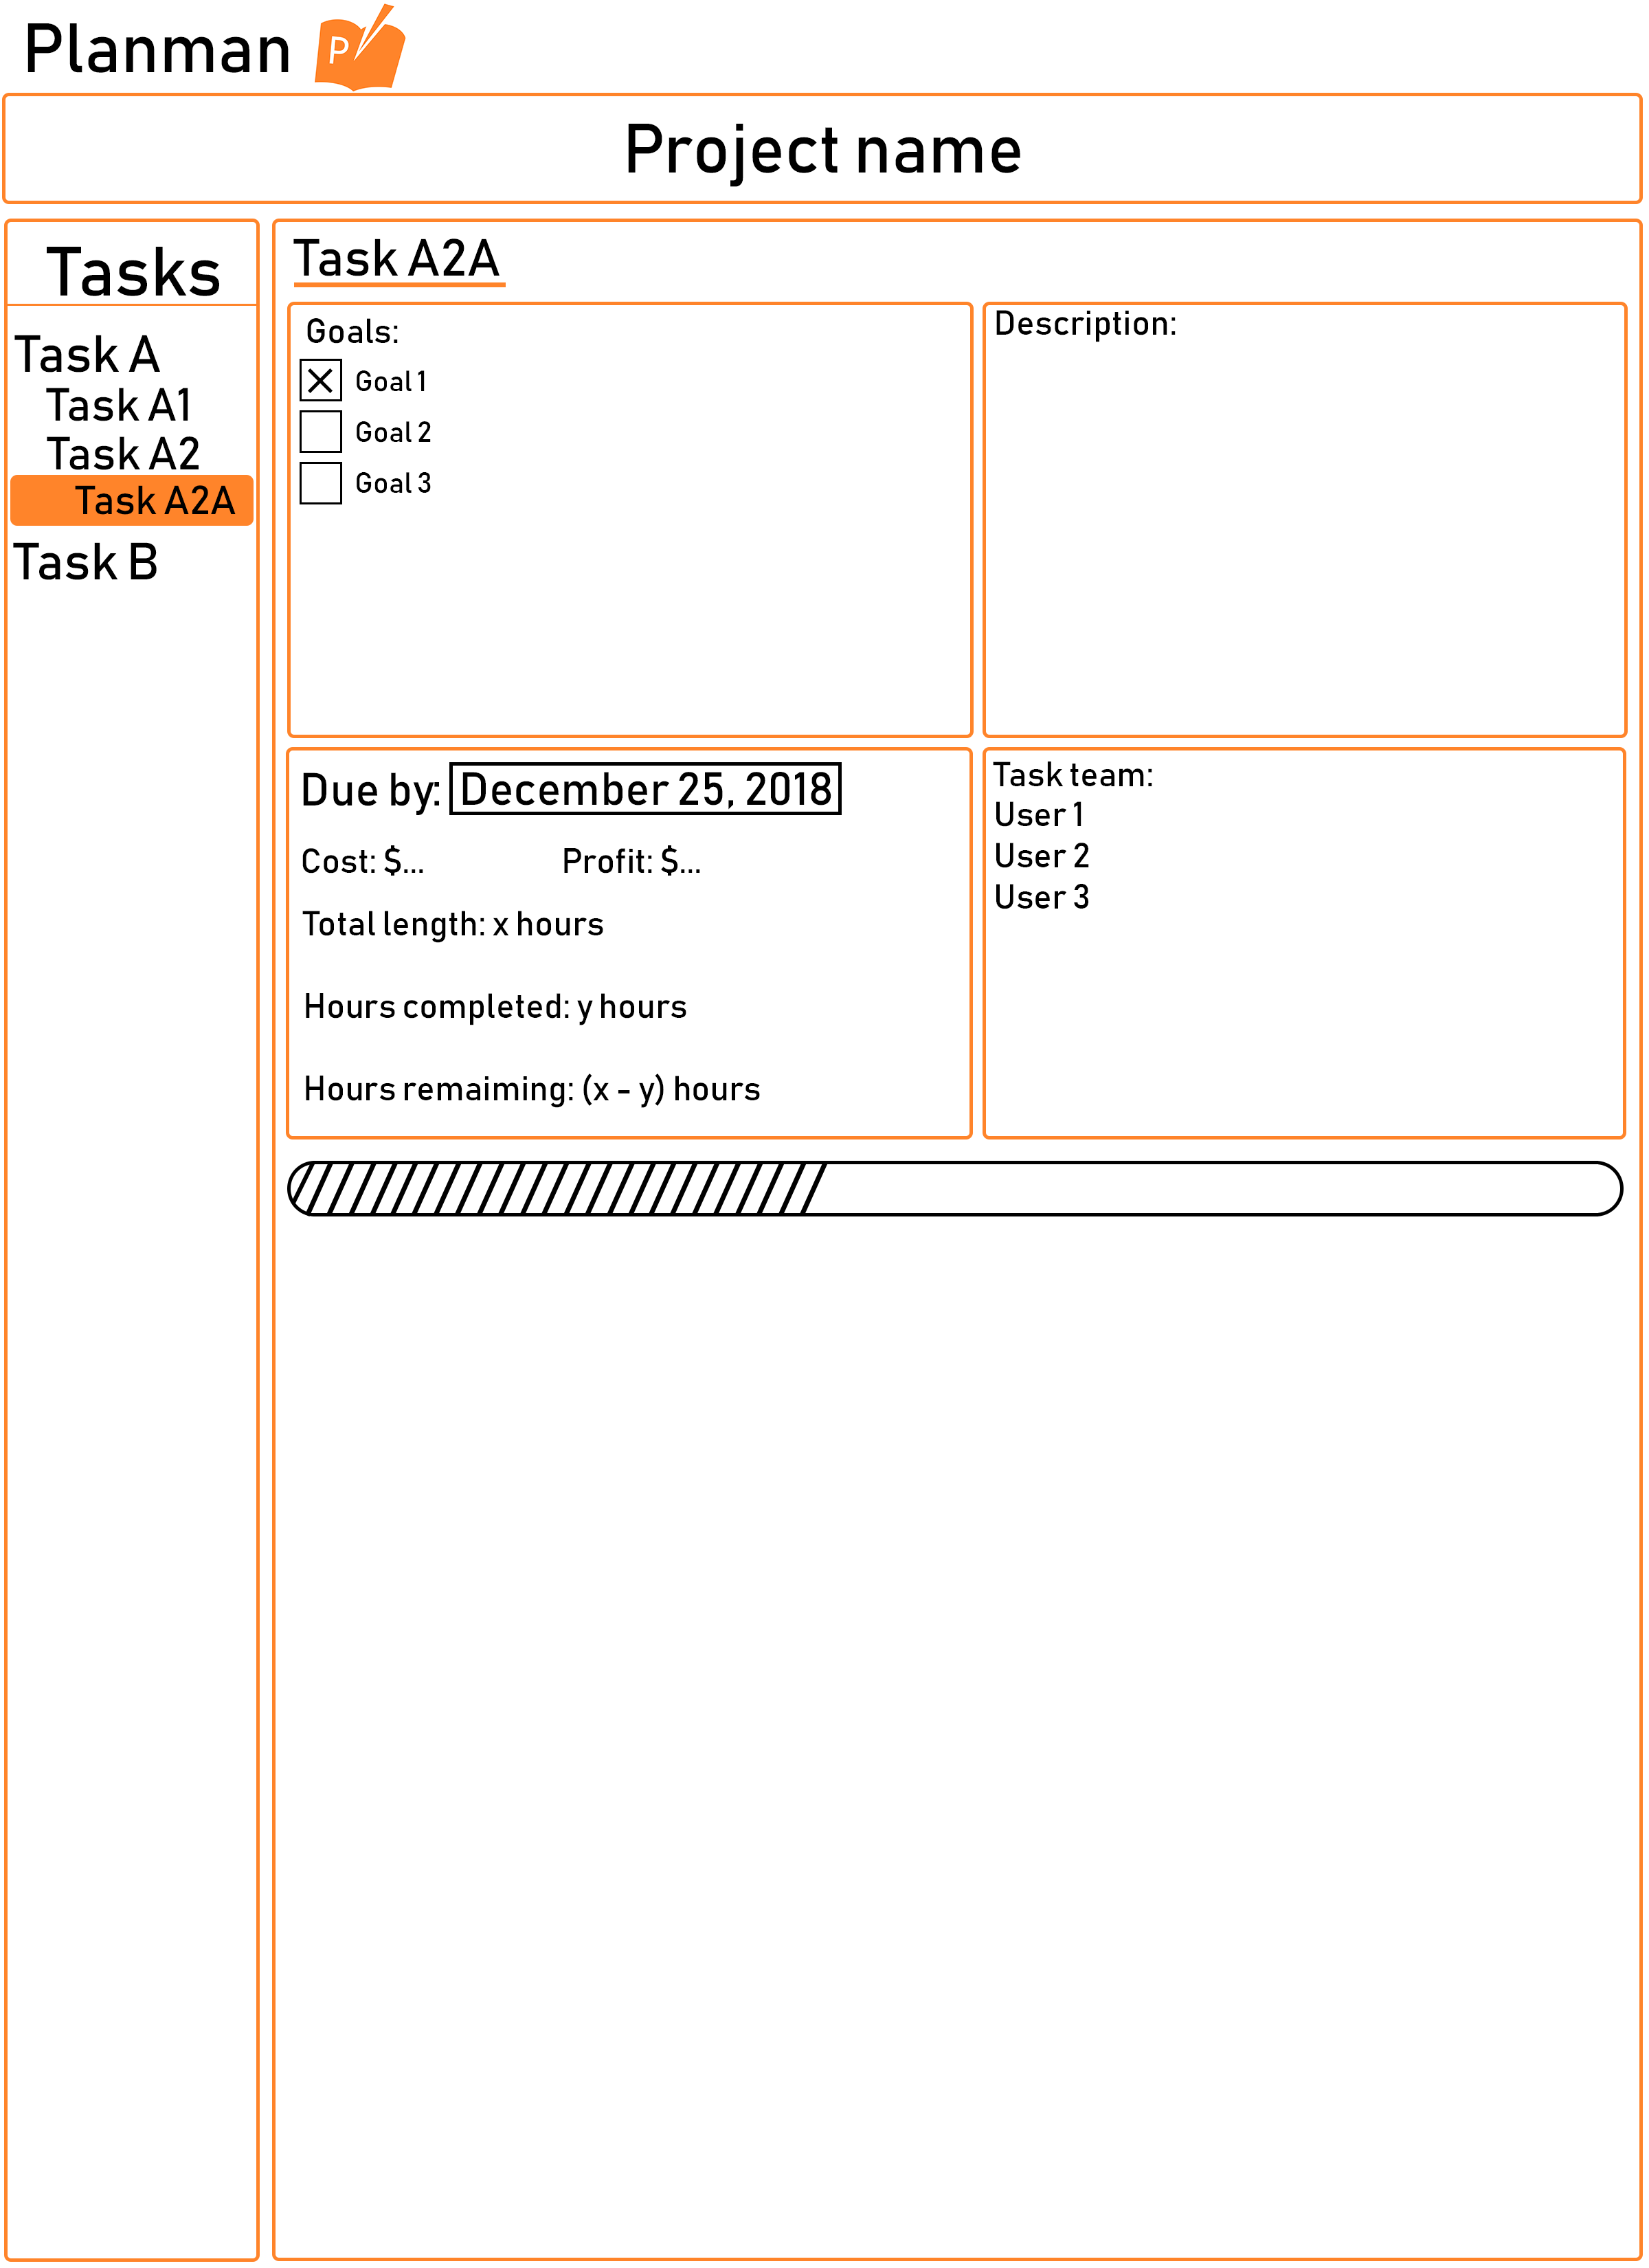 Planman
P
Project name
Tasks
Task A
Task A1
Task A2
Task A2A
Task B
Task A2A
Goals:
Goal 1
Goal 2
Goal 3
Description:
Due by: December 25, 2018
Cost: $... Profit: $...
Total length: x hours
Hours completed: y hours
Hours remaiming: (x - y) hours
Task team:
User 1
User 2
User 3